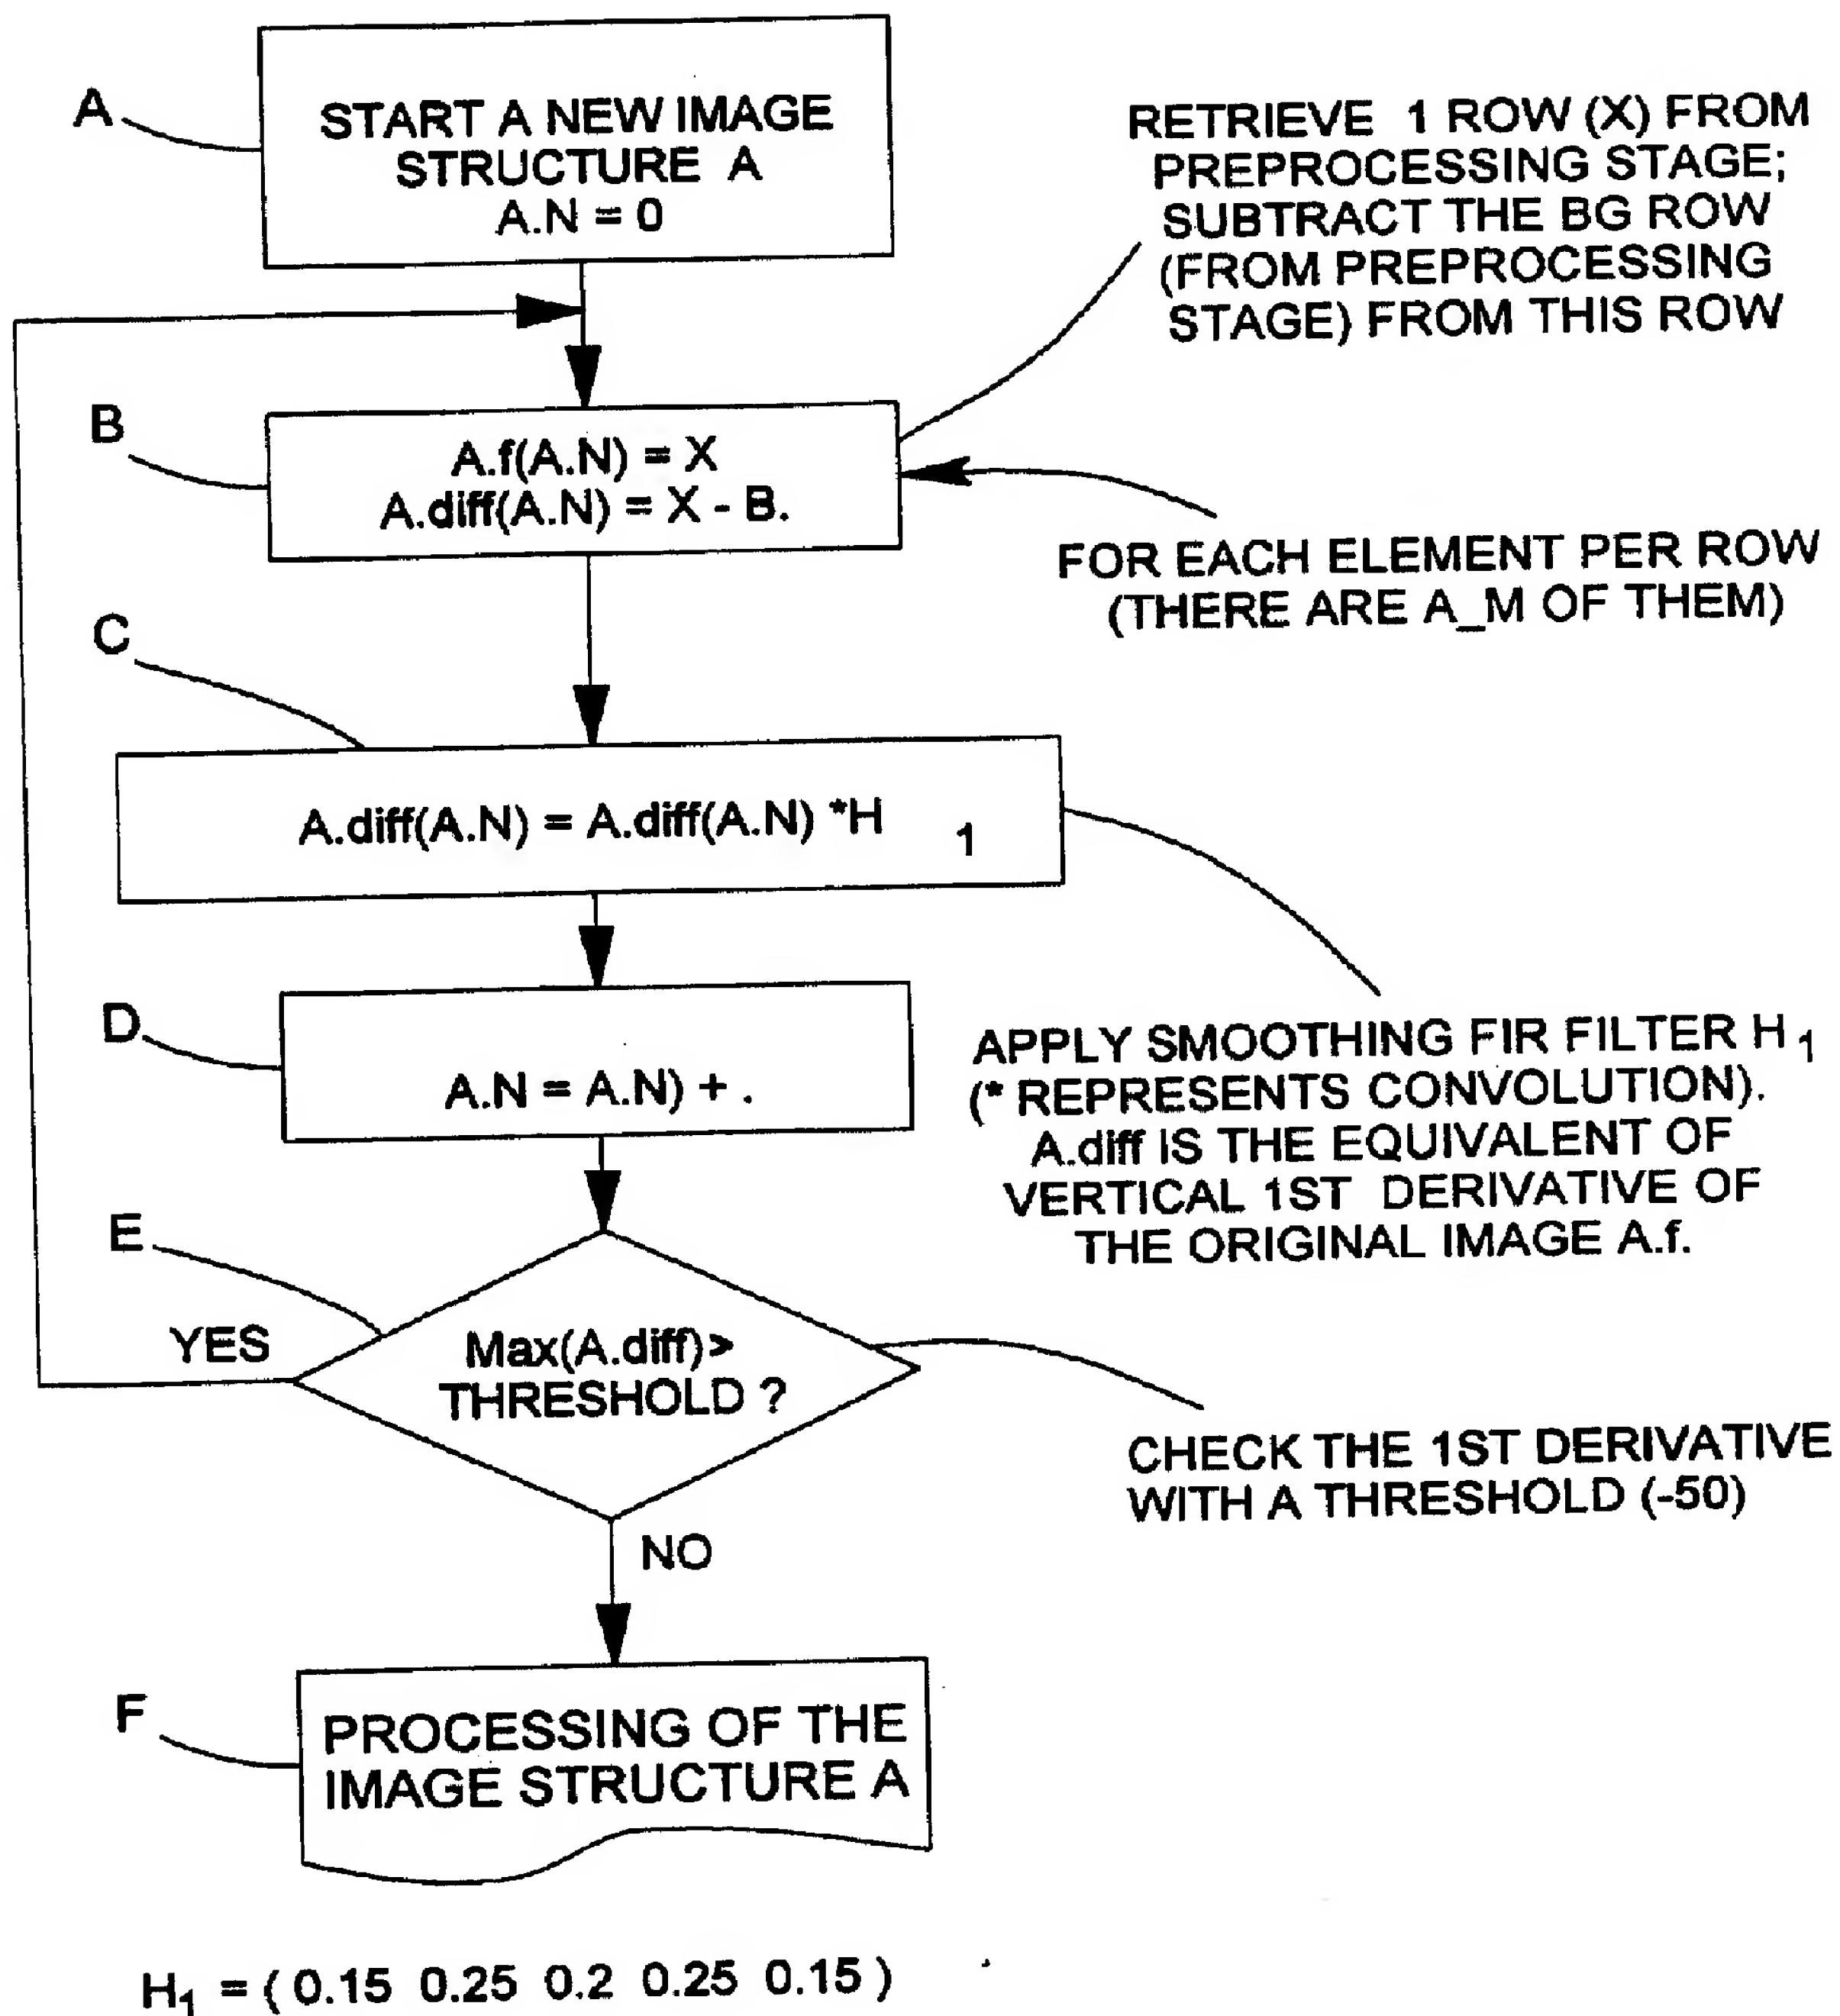 A
START A NEW IMAGE
STRUCTURE A
A.N = 0
RETRIEVE 1 ROW (X) FROM
PREPROCESSING STAGE;
SUBTRACT THE BG ROW
(FROM PREPROCESSING
STAGE) FROM THIS ROW
B
A.f(A.N) = X
A.diff(A.N) = X - B.
FOR EACH ELEMENT PER ROW
(THERE ARE A_M OF THEM)
C
A.diff(A.N) = A.diff(A.N) *H 1
D
A.N = A.N) + .
APPLY SMOOTHING FIR FILTER H1
(* REPRESENTS CONVOLUTION).
A.diff IS THE EQUIVALENT OF
VERTICAL 1ST DERIVATIVE OF
THE ORIGINAL IMAGE A.f.
E
YES
Max(A.diff)>
THRESHOLD ?
CHECK THE 1ST DERIVATIVE
WITH A THRESHOLD (-50)
NO
F
PROCESSING OF THE
IMAGE STRUCTURE A
H1 = ( 0.15 0.25 0.2 0.25 0.15 )